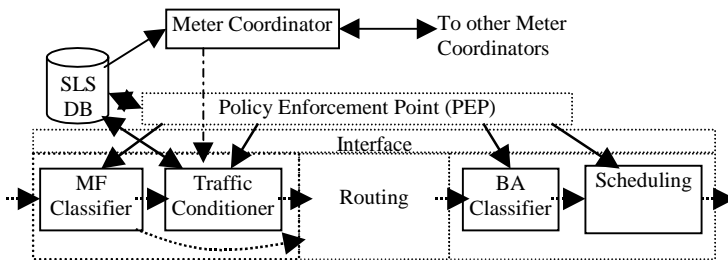 Meter Coordinator
To other Meter
Coordinators
SLS
DB
Policy Enforcement Point (PEP)
Interface
MF
Classifier
Traffic
Conditioner
Routing
BA
Classifier
Scheduling